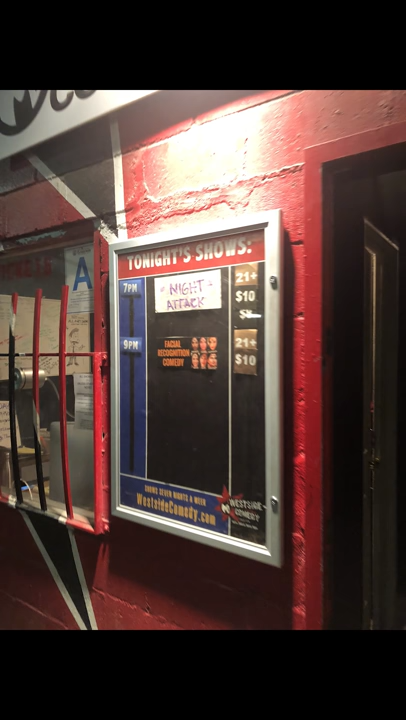 A
TONIGHT'S SHOWS:
7PM
NIGHT
ATTACK
21+
$10
9PM
FACIAL
RECOGNITION
COMEDY
21+
$10
SHOWS SEVEN NIGHTS A WEEK
WestsideComedy.com
WESTSIDE
COMEDY